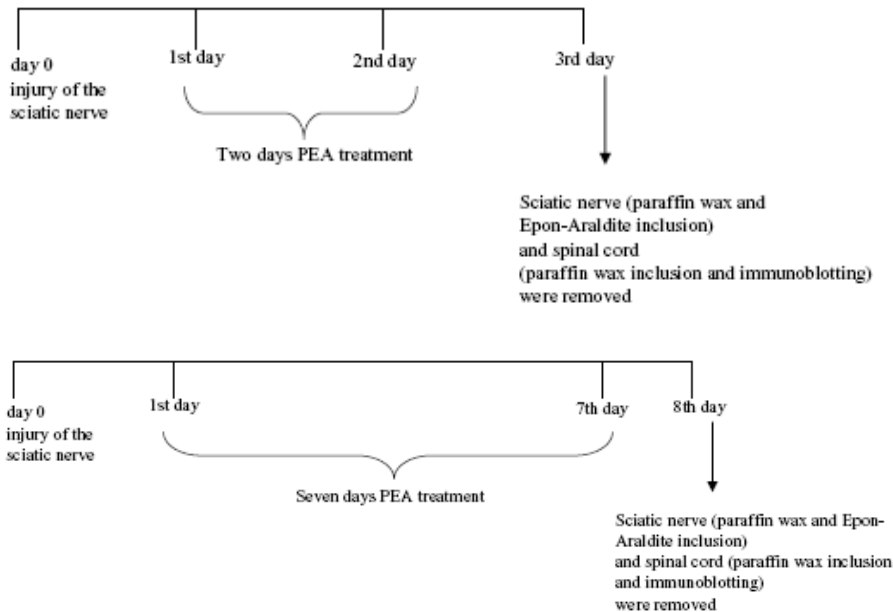 day 0
injury of the
sciatic nerve
1st day
2nd day
3rd day
Two days PEA treatment
Sciatic nerve (paraffin wax and
Epon-Araldite inclusion)
and spinal cord
(paraffin wax inclusion and immunoblotting)
were removed
day 0
injury of the
sciatic nerve
1st day
7th day
8th day
Seven days PEA treatment
Sciatic nerve (paraffin wax and Epon-
Araldite inclusion)
and spinal cord (paraffin wax inclusion
and immunoblotting)
were removed